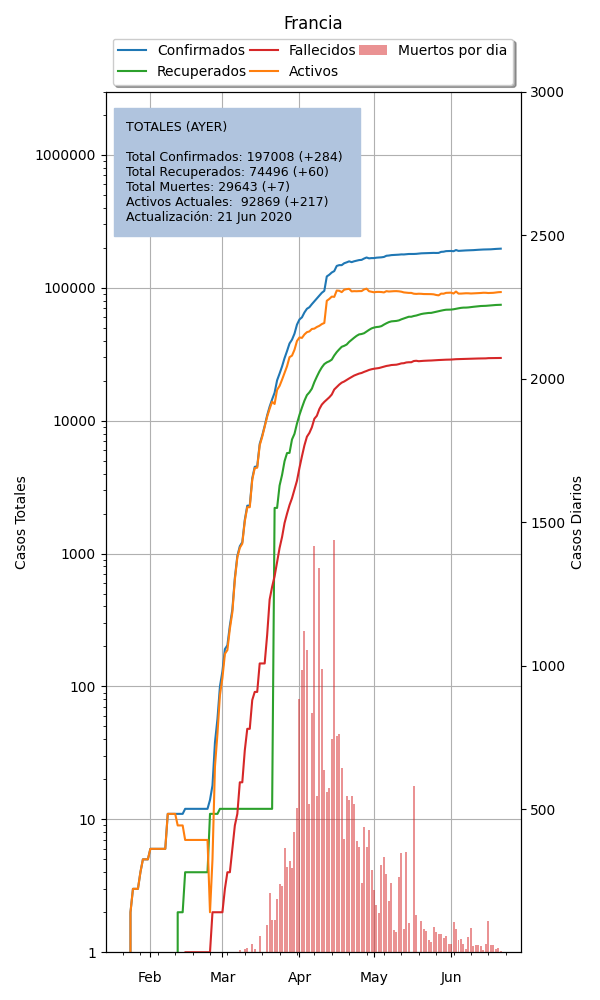 Francia
Confirmados
Fallecidos
Muertos por dia
Recuperados
Activos
TOTALES (AYER)
Total Confirmados: 197008 (+284)
Total Recuperados: 74496 (+60)
Total Muertes: 29643 (+7)
Activos Actuales:  92869 (+217)
Actualización: 21 Jun 2020
Casos Totales
1000000
100000
10000
1000
100
10
1
3000
2500
2000
1500
1000
500
Casos Diarios
Feb
Mar
Apr
May
Jun